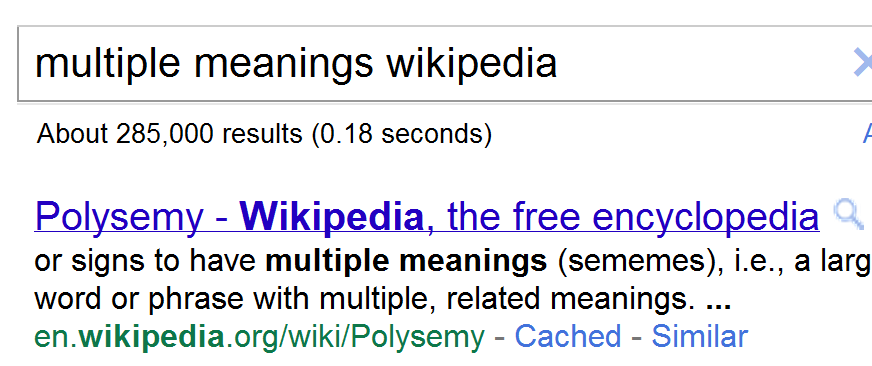 multiple meanings wikipedia
About 285,000 results (0.18 seconds)
Polysemy - Wikipedia, the free encyclopedia
or signs to have multiple meanings (sememes), i.e., a larg
word or phrase with multiple, related meanings. ...
en.wikipedia.org/wiki/Polysemy - Cached - Similar